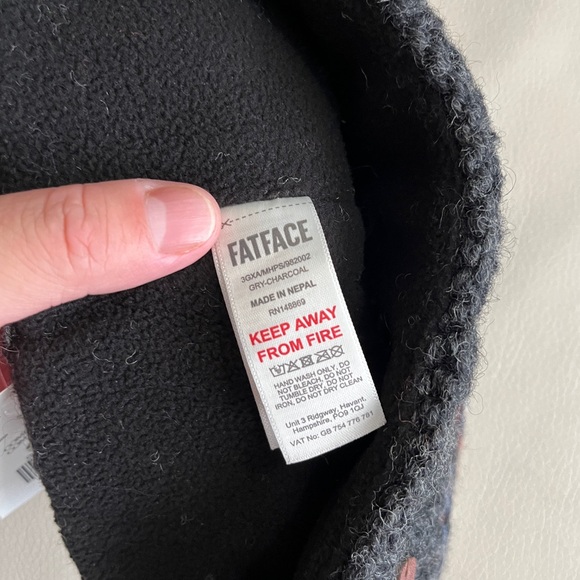 FATFACE
3GXA/MHPS/982002
GRY-CHARCOAL
MADE IN NEPAL
RN148869
KEEP AWAY
FROM FIRE
HAND WASH ONLY, DO
NOT BLEACH, DO NOT
TUMBLE DRY, DO NOT
IRON, DO NOT DRY CLEAN
Unit 3 Ridgway, Havant,
Hampshire, PO9 1QJ
VAT No: GB 754 776 781